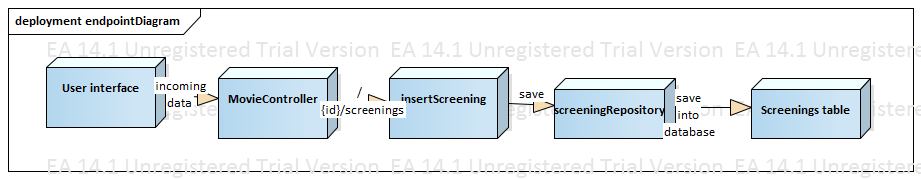 deployment endpointDiagram
EA 14.1 Unregistered Trial Version EA 14.1 Unregistered Trial Version EA 14.1 Unregistered Trial Version
User interface
incoming
data
MovieController
/
{id}/screenings
insertScreening
save
screeningRepository
save
into
database
Screenings table
EA 14.1 Unregistered Trial Version EA 14.1 Unregistered Trial Version EA 14.1 Unregistered Trial Version